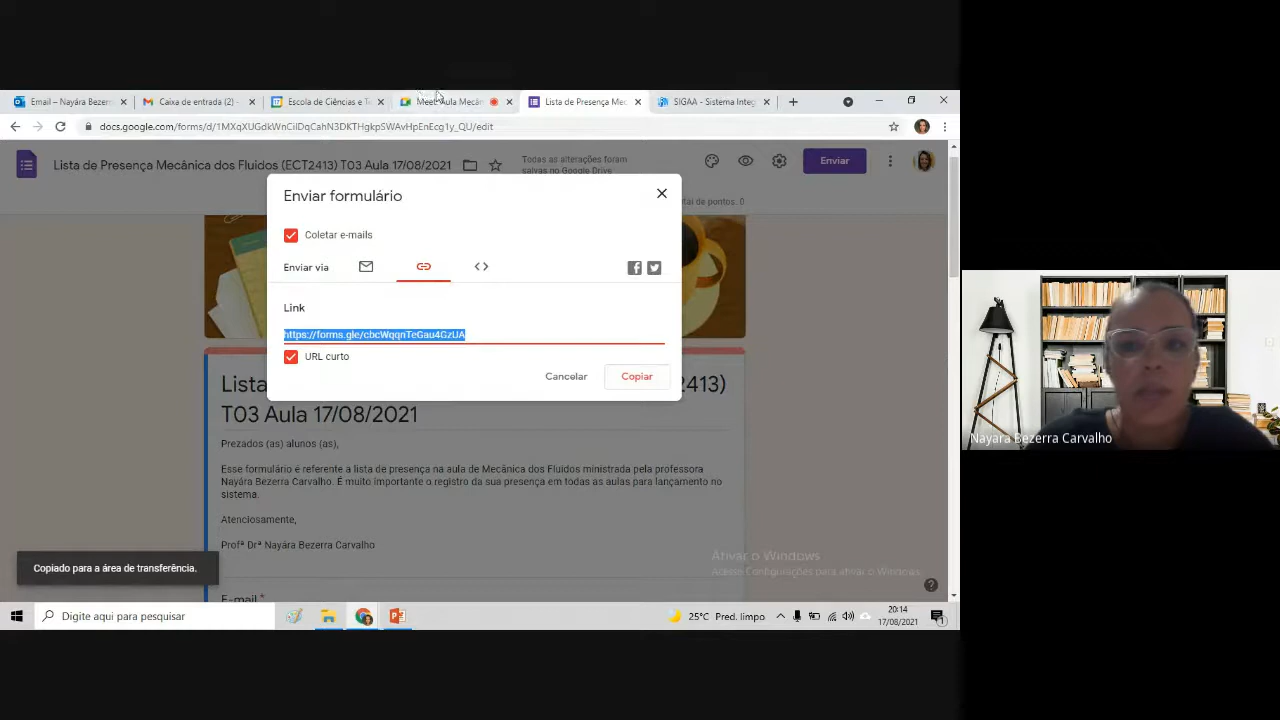 Email – Nayára Bezer
Caixa de entrada (2) -
Escola de Ciências e Te
Meet
Aula Mecân
Lista de Presença Mec
SIGAA - Sistema Integ
docs.google.com/forms/d/1MXqXUGdkWnCilDqCahN3DKTHgkpSWAvHpEnEcg1y_QU/edit
Lista de Presença Mecânica dos Fluidos (ECT2413) T03 Aula 17/08/2021
Todas as alterações foram
salvas no Google Drive
Enviar
tal de pontos: 0
Enviar formulário
Coletar e-mails
Enviar via
Link
https://forms.gle/cbcWqqnTeGau4GzUA
URL curto
Cancelar
Copiar
Lista
2413)
T03 Aula 17/08/2021
Prezados (as) alunos (as),
Esse formulário é referente a lista de presença na aula de Mecânica dos Fluidos ministrada pela professora
Nayára Bezerra Carvalho. É muito importante o registro da sua presença em todas as aulas para lançamento no
sistema.
Atenciosamente,
Profª Drª Nayára Bezerra Carvalho
E-mail *
Copiado para a área de transferência.
Ativar o Windows
Acesse Configurações para ativar o Windows.
Digite aqui para pesquisar
25°C Pred. limpo
20:14
17/08/2021
Nayara Bezerra Carvalho